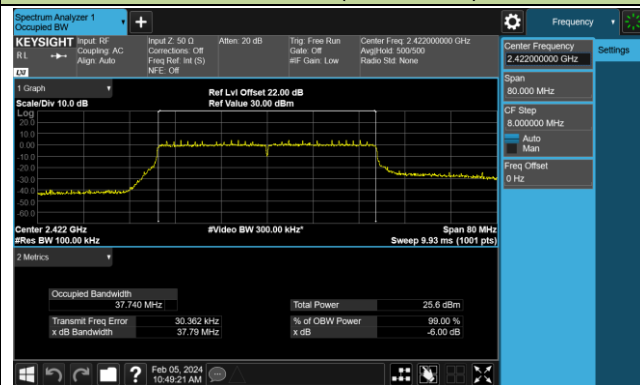 Spectrum Analyzer 1
Occupied BW
Frequency
KEYSIGHT
RL
Input: RF
Coupling: AC
Align: Auto
Input Z: 50 Ω
Corrections: Off
Freq Ref: Int (S)
NFE: Off
Atten: 20 dB
Trig: Free Run
Gate: Off
#IF Gain: Low
Center Freq: 2.422000000 GHz
Avg|Hold: 500/500
Radio Std: None
LXI
Center Frequency
2.422000000 GHz
Settings
Span
80.000 MHz
CF Step
8.000000 MHz
Auto
Man
Freq Offset
0 Hz
1 Graph
Scale/Div 10.0 dB
Ref Lvl Offset 22.00 dB
Ref Value 30.00 dBm
Log
20.0
10.0
0.00
-10.0
-20.0
-30.0
-40.0
-50.0
-60.0
Center 2.422 GHz
#Res BW 100.00 kHz
#Video BW 300.00 kHz*
Span 80 MHz
Sweep 9.93 ms (1001 pts)
2 Metrics
Occupied Bandwidth
37.740 MHz
Total Power 25.6 dBm
Transmit Freq Error 30.362 kHz
% of OBW Power 99.00 %
x dB Bandwidth 37.79 MHz
x dB -6.00 dB
Feb 05, 2024
10:49:21 AM